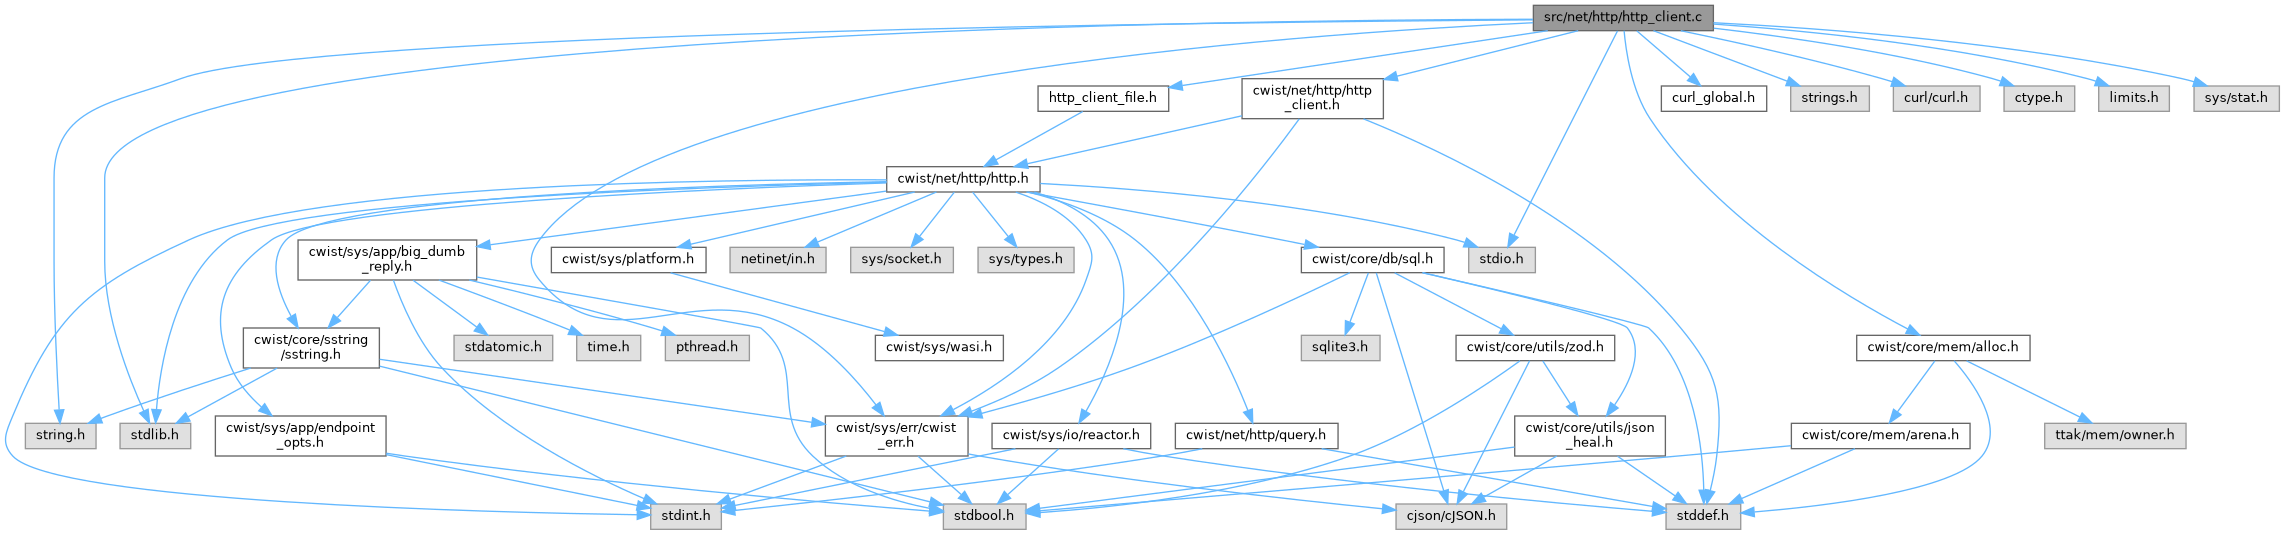 src/net/http/http_client.c
http_client_file.h
cwist/net/http/http
_client.h
curl_global.h
strings.h
curl/curl.h
ctype.h
limits.h
sys/stat.h
cwist/net/http/http.h
cwist/sys/app/big_dumb
_reply.h
cwist/sys/platform.h
netinet/in.h
sys/socket.h
sys/types.h
cwist/core/db/sql.h
stdio.h
cwist/core/sstring
/sstring.h
stdatomic.h
time.h
pthread.h
cwist/sys/wasi.h
sqlite3.h
cwist/core/utils/zod.h
cwist/core/mem/alloc.h
string.h
stdlib.h
cwist/sys/app/endpoint
_opts.h
cwist/sys/err/cwist
_err.h
cwist/sys/io/reactor.h
cwist/net/http/query.h
cwist/core/utils/json
_heal.h
cwist/core/mem/arena.h
ttak/mem/owner.h
stdint.h
stdbool.h
cjson/cJSON.h
stddef.h